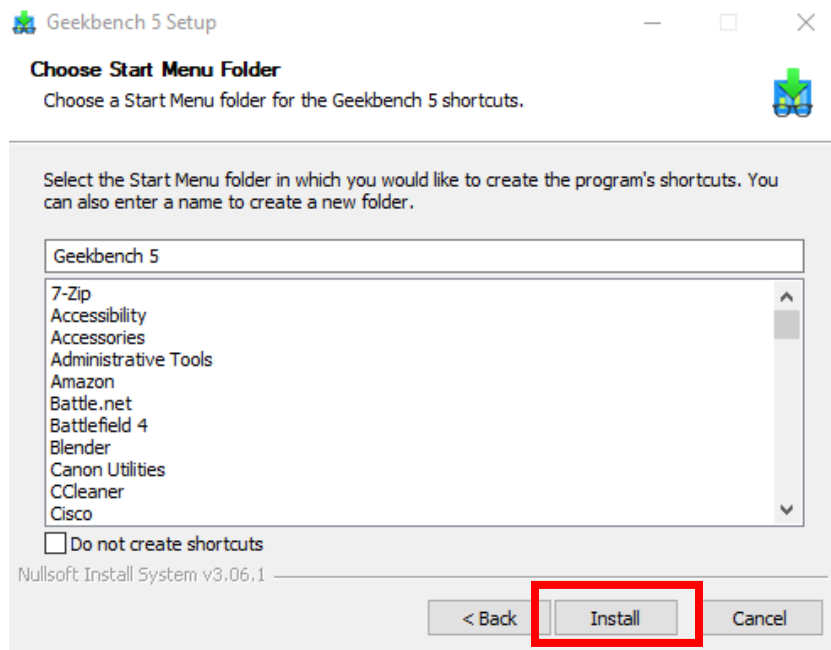 Geekbench 5 Setup
Choose Start Menu Folder
Choose a Start Menu folder for the Geekbench 5 shortcuts.
Select the Start Menu folder in which you would like to create the program's shortcuts. You
can also enter a name to create a new folder.
Geekbench 5
7-Zip
Accessibility
Accessories
Administrative Tools
Amazon
Battle.net
Battlefield 4
Blender
Canon Utilities
CCleaner
Cisco
Do not create shortcuts
Nullsoft Install System v3.06.1
< Back Install Cancel